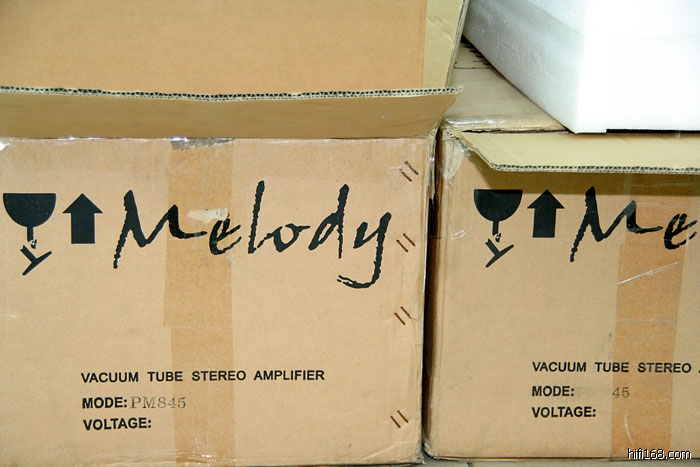 Melody
VACUUM TUBE STEREO AMPLIFIER
MODE: PM845
VOLTAGE:
Me
VACUUM TUBE STEREO
MODE: 45
VOLTAGE:
hifi168.com